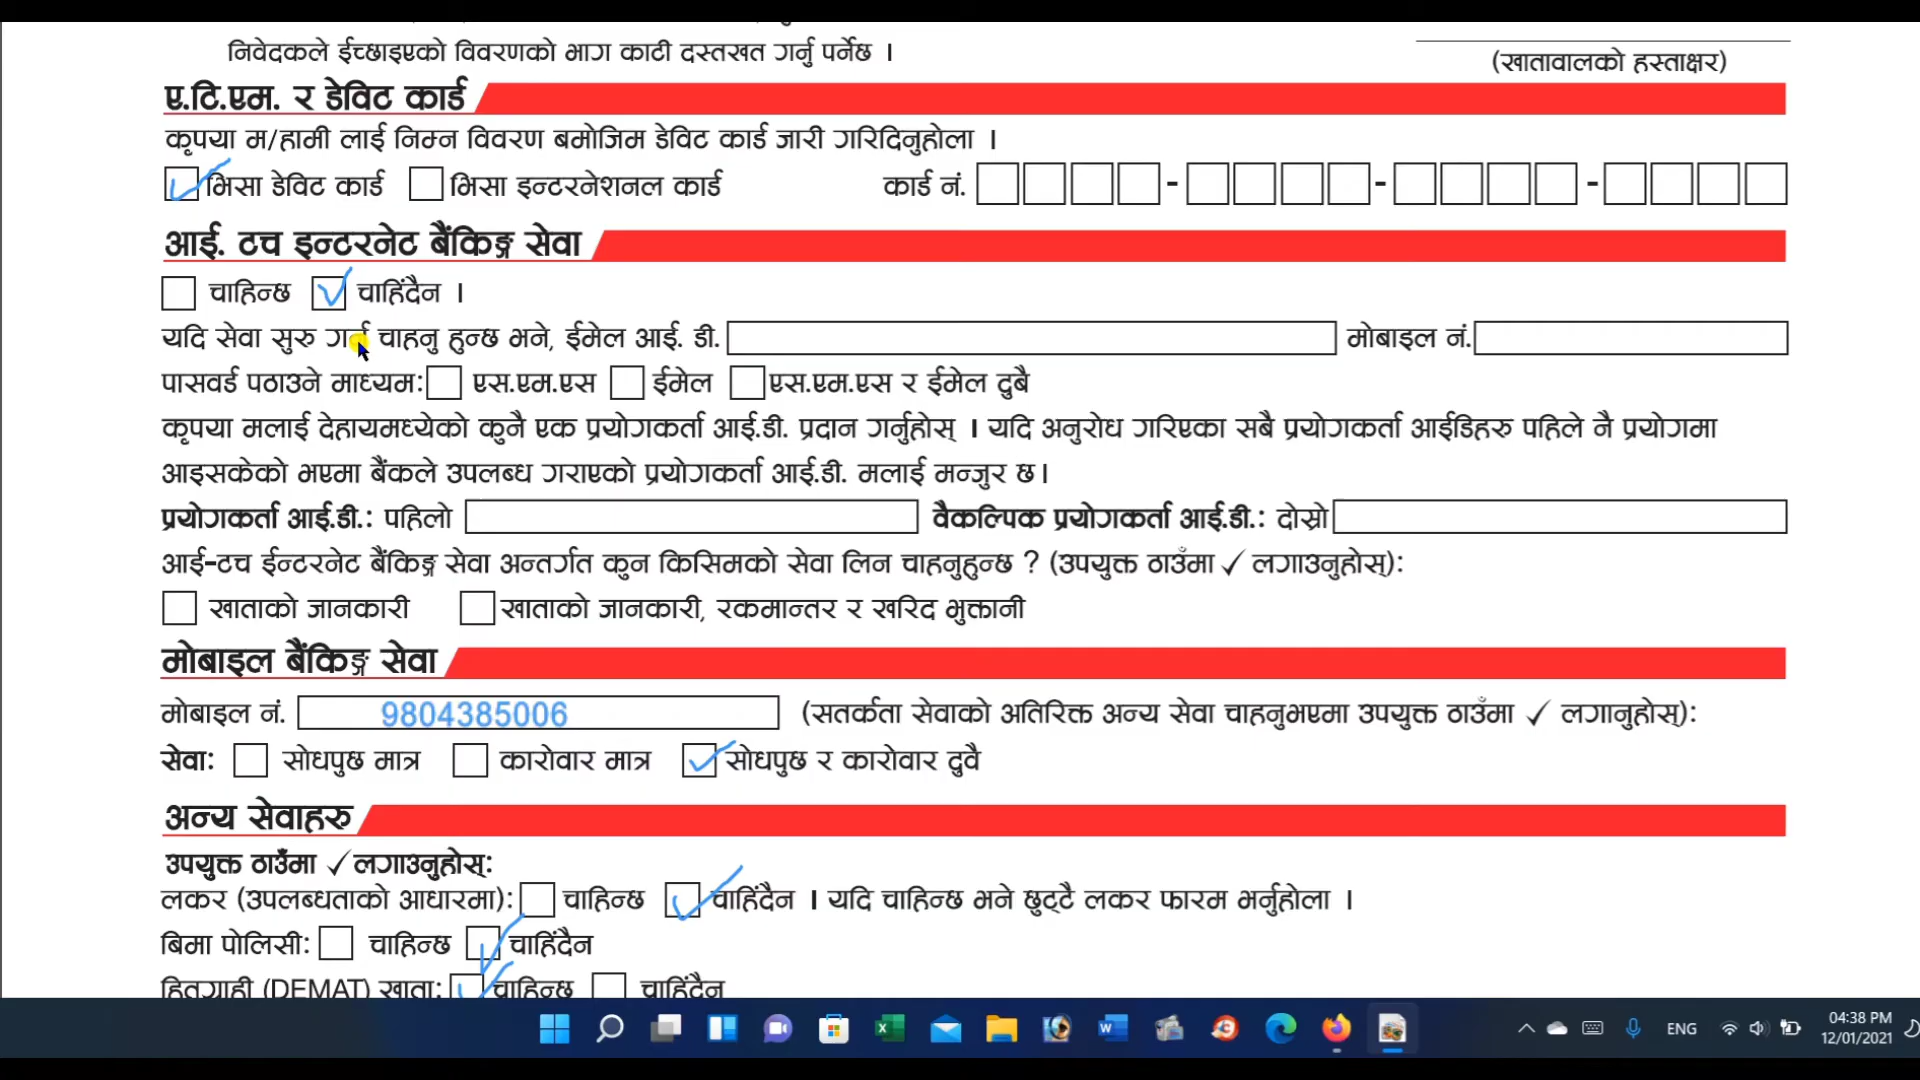 निवेदकले ईच्छाइएको विवरणको भाग काटी दस्तखत गर्नु पर्नेछ ।
(खातावालको हस्ताक्षर)
ए.टि.एम. र डेविट कार्ड
कृपया म/हामी लाई निम्न विवरण बमोजिम डेविट कार्ड जारी गरिदिनुहोला ।
भिसा डेविट कार्ड भिसा इन्टरनेशनल कार्ड कार्ड नं. - - -
आई. टच इन्टरनेट बैंकिङ्ग सेवा
चाहिन्छ चाहिंदैन ।
यदि सेवा सुरु गर्न चाहनु हुन्छ भने, ईमेल आई. डी. मोबाइल नं.
पासवर्ड पठाउने माध्यम: एस.एम.एस ईमेल एस.एम.एस र ईमेल दुबै
कृपया मलाई देहायमध्येको कुनै एक प्रयोगकर्ता आई.डी. प्रदान गर्नुहोस् । यदि अनुरोध गरिएका सबै प्रयोगकर्ता आईडिहरु पहिले नै प्रयोगमा
आइसकेको भएमा बैंकले उपलब्ध गराएको प्रयोगकर्ता आई.डी. मलाई मन्जुर छ।
प्रयोगकर्ता आई.डी.: पहिलो वैकल्पिक प्रयोगकर्ता आई.डी.: दोस्रो
आई-टच ईन्टरनेट बैंकिङ्ग सेवा अन्तर्गत कुन किसिमको सेवा लिन चाहनुहुन्छ ? (उपयुक्त ठाउँमा ✓ लगाउनुहोस्):
खाताको जानकारी खाताको जानकारी, रकमान्तर र खरिद भुक्तानी
मोबाइल बैंकिङ्ग सेवा
मोबाइल नं. 9804385006 (सतर्कता सेवाको अतिरिक्त अन्य सेवा चाहनुभएमा उपयुक्त ठाउँमा ✓ लगानुहोस्):
सेवा: सोधपुछ मात्र कारोवार मात्र सोधपुछ र कारोवार दुवै
अन्य सेवाहरु
उपयुक्त ठाउँमा ✓ लगाउनुहोस्:
लकर (उपलब्धताको आधारमा): चाहिन्छ चाहिंदैन । यदि चाहिन्छ भने छुट्टै लकर फारम भर्नुहोला ।
बिमा पोलिसी: चाहिन्छ चाहिंदैन
हितग्राही (DEMAT) खाता: चाहिन्छ चाहिंदैन
ENG
04:38 PM
12/01/2021